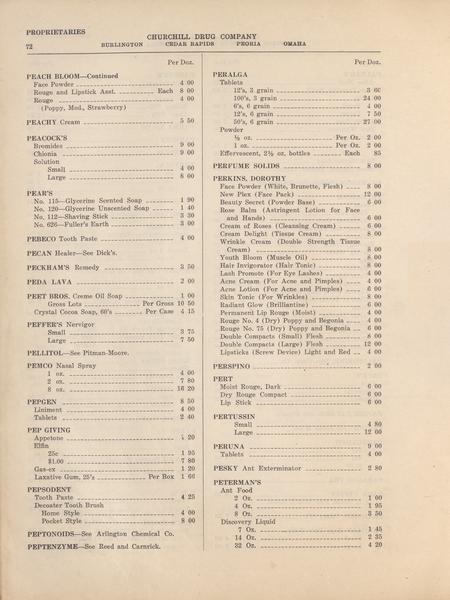 PROPRIETARIES
CHURCHILL DRUG COMPANY
72 BURLINGTON CEDAR RAPIDS PEORIA OMAHA
Per Doz.
PEACH BLOOM—Continued
Face Powder 4 00
Rouge and Lipstick Asst. Each 8 00
Rouge 4 00
(Poppy, Med., Strawberry)
PEACHY Cream 5 50
PEACOCK'S
Bromides 9 00
Chionia 9 00
Solution
Small 4 00
Large 8 00
PEAR'S
No. 115—Glycerine Scented Soap 1 90
No. 120—Glycerine Unscented Soap 1 40
No. 112—Shaving Stick 3 30
No. 626—Fuller's Earth 3 00
PEBECO Tooth Paste 4 00
PECAN Healer—See Dick's.
PECKHAM'S Remedy 3 50
PEDA LAVA 2 00
PEET BROS. Creme Oil Soap 1 00
Gross Lots Per Gross 10 50
Crystal Cocoa Soap, 60's Per Case 4 15
PEFFER'S Nervigor
Small 3 75
Large 7 50
PELLITOL—See Pitman-Moore.
PEMCO Nasal Spray
1 oz. 4 00
2 oz. 7 80
8 oz. 16 20
PEPGEN 8 50
Liniment 4 00
Tablets 2 40
PEP GIVING
Appetone 4 20
Elfin
25c 1 95
$1.00 7 80
Gas-ex 1 20
Laxative Gum, 25's Per Box 1 66
PEPSODENT
Tooth Paste 4 25
Decoater Tooth Brush
Home Style 4 00
Pocket Style 8 00
PEPTONOIDS—See Arlington Chemical Co.
PEPTENZYME—See Reed and Carnrick.
Per Doz.
PERALGA
Tablets
12's, 3 grain 3 60
100's, 3 grain 24 00
6's, 6 grain 4 00
12's, 6 grain 7 50
50's, 6 grain 27 00
Powder
½ oz. Per Oz. 2 00
1 oz. Per Oz. 2 00
Effervescent, 2½ oz. bottles Each 85
PERFUME SOLIDS 8 00
PERKINS, DOROTHY
Face Powder (White, Brunette, Flesh) 8 00
New Plex (Face Pack) 12 00
Beauty Secret (Powder Base) 6 00
Rose Balm (Astringent Lotion for Face
and Hands) 6 00
Cream of Roses (Cleansing Cream) 6 00
Cream Delight (Tissue Cream) 8 00
Wrinkle Cream (Double Strength Tissue
Cream) 8 00
Youth Bloom (Muscle Oil) 8 00
Hair Invigorator (Hair Tonic) 8 00
Lash Promote (For Eye Lashes) 4 00
Acne Cream (For Acne and Pimples) 4 00
Acne Lotion (For Acne and Pimples) 6 00
Skin Tonic (For Wrinkles) 8 00
Radiant Glow (Brilliantine) 6 00
Permanent Lip Rouge (Moist) 4 00
Rouge No. 4 (Dry) Poppy and Begonia 4 00
Rouge No. 75 (Dry) Poppy and Begonia 6 00
Double Compacts (Small) Flesh 8 00
Double Compacts (Large) Flesh 12 00
Lipsticks (Screw Device) Light and Red 4 00
PERSPINO 2 00
PERT
Moist Rouge, Dark 6 00
Dry Rouge Compact 6 00
Lip Stick 6 00
PERTUSSIN
Small 4 80
Large 12 00
PERUNA 9 00
Tablets 4 00
PESKY Ant Exterminator 2 80
PETERMAN'S
Ant Food
2 Oz. 1 00
4 Oz. 1 95
8 Oz. 3 50
Discovery Liquid
7 Oz. 1 45
14 Oz. 2 35
32 Oz. 4 20